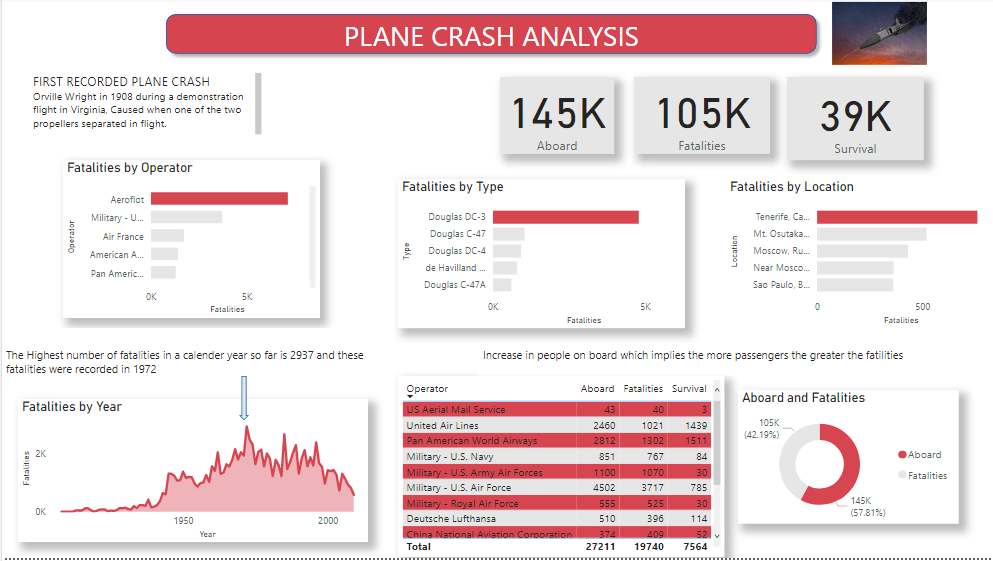 PLANE CRASH ANALYSIS
FIRST RECORDED PLANE CRASH
Orville Wright in 1908 during a demonstration
flight in Virginia, Caused when one of the two
propellers separated in flight.
145K
Aboard
105K
Fatalities
39K
Survival
Fatalities by Operator
Operator
Aeroflot
Military - U...
Air France
American A...
Pan Americ...
0K 5K
Fatalities
Fatalities by Type
Type
Douglas DC-3
Douglas C-47
Douglas DC-4
de Havilland ...
Douglas C-47A
0K 5K
Fatalities
Fatalities by Location
Location
Tenerife, Ca...
Mt. Osutaka...
Moscow, Ru...
Near Mosco...
Sao Paulo, B...
0 500
Fatalities
The Highest number of fatalities in a calender year so far is 2937 and these
fatalities were recorded in 1972
Increase in people on board which implies the more passengers the greater the fatilities
Fatalities by Year
Fatalities
2K
0K
1950 2000
Year
Operator Aboard Fatalities Survival
US Aerial Mail Service 43 40 3
United Air Lines 2460 1021 1439
Pan American World Airways 2812 1302 1511
Military - U.S. Navy 851 767 84
Military - U.S. Army Air Forces 1100 1070 30
Military - U.S. Air Force 4502 3717 785
Military - Royal Air Force 555 525 30
Deutsche Lufthansa 510 396 114
China National Aviation Corporation 374 409 52
Total 27211 19740 7564
Aboard and Fatalities
105K
(42.19%)
145K
(57.81%)
Aboard
Fatalities